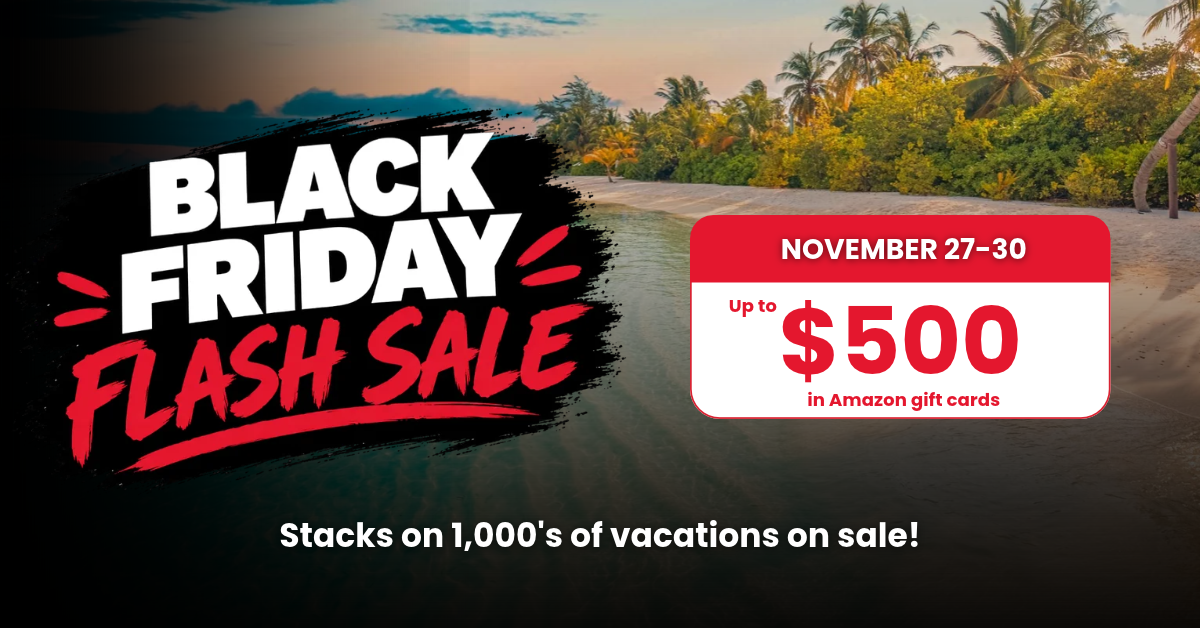 BLACK
FRIDAY
FLASH SALE
NOVEMBER 27-30
Up to
$500
in Amazon gift cards
Stacks on 1,000's of vacations on sale!